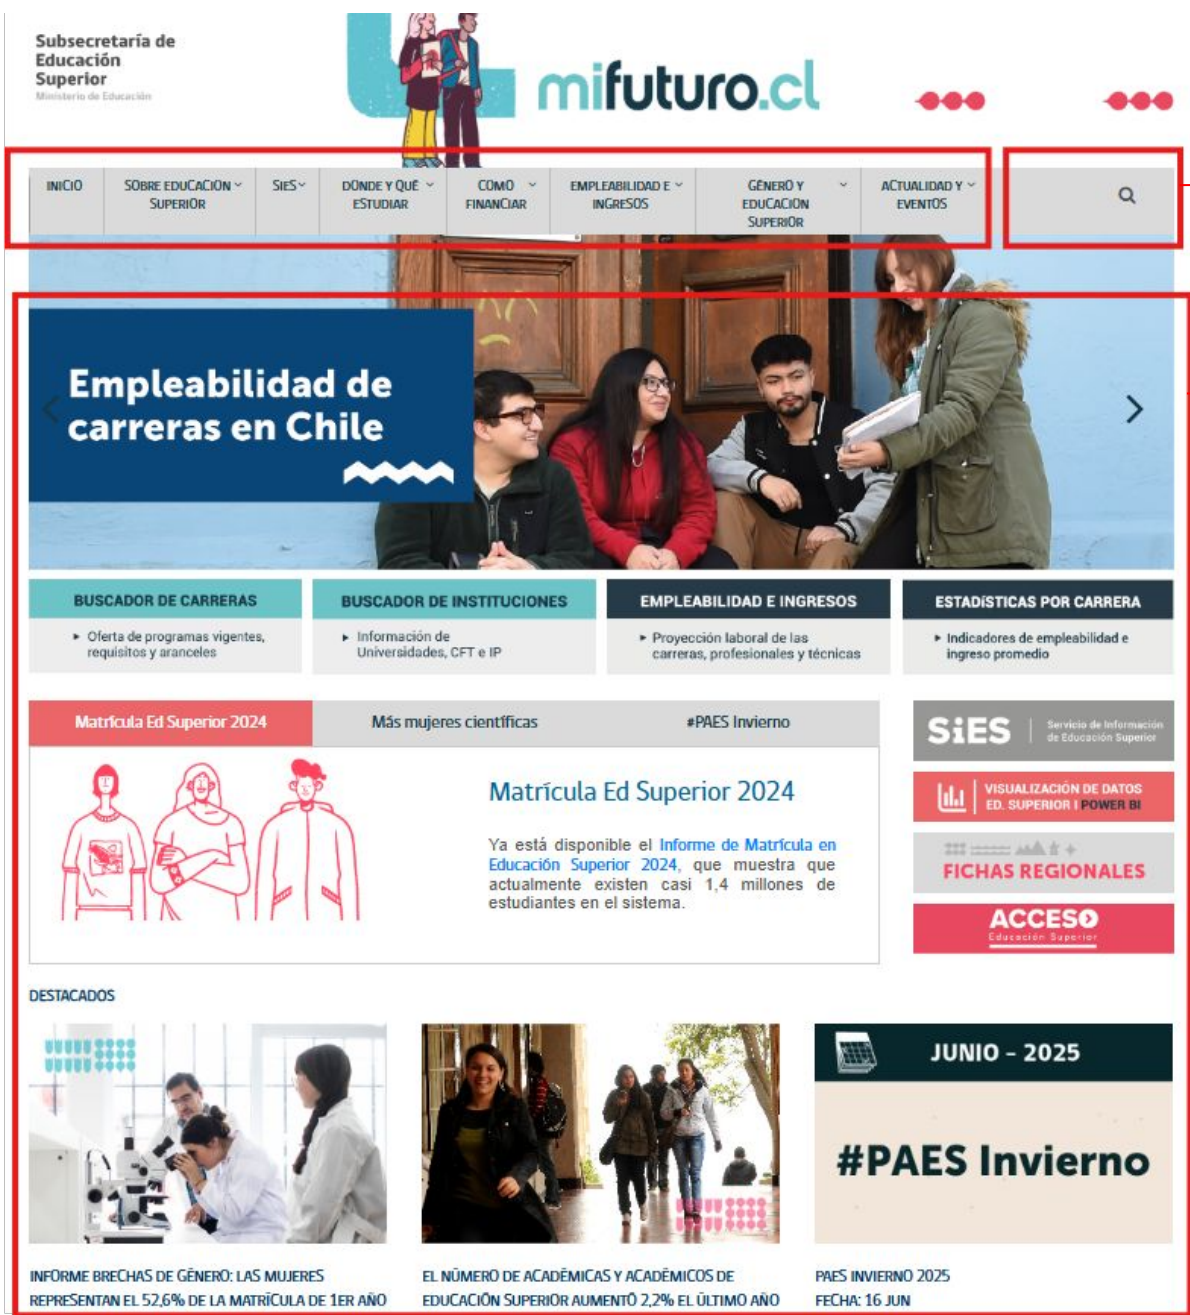 Subsecretaría de
Educación
Superior
Ministerio de Educación
mifuturo.cl
INICIO
SOBRE EDUCACIÓN
SUPERIOR
SIES
DÓNDE Y QUÉ
ESTUDIAR
CÓMO
FINANCIAR
EMPLEABILIDAD E
INGRESOS
GÉNERO Y
EDUCACIÓN
SUPERIOR
ACTUALIDAD Y
EVENTOS
Empleabilidad de
carreras en Chile
BUSCADOR DE CARRERAS
Oferta de programas vigentes,
requisitos y aranceles
BUSCADOR DE INSTITUCIONES
Información de
Universidades, CFT e IP
EMPLEABILIDAD E INGRESOS
Proyección laboral de las
carreras, profesionales y técnicas
ESTADÍSTICAS POR CARRERA
Indicadores de empleabilidad e
ingreso promedio
Matrícula Ed Superior 2024
Más mujeres científicas
#PAES Invierno
Matrícula Ed Superior 2024
Ya está disponible el Informe de Matrícula en
Educación Superior 2024, que muestra que
actualmente existen casi 1,4 millones de
estudiantes en el sistema.
SiES
Servicio de Información
de Educación Superior
VISUALIZACIÓN DE DATOS
ED. SUPERIOR I POWER BI
FICHAS REGIONALES
ACCESO
Educación Superior
DESTACADOS
JUNIO – 2025
#PAES Invierno
INFORME BRECHAS DE GÉNERO: LAS MUJERES
REPRESENTAN EL 52,6% DE LA MATRÍCULA DE 1ER AÑO
EL NÚMERO DE ACADÉMICAS Y ACADÉMICOS DE
EDUCACIÓN SUPERIOR AUMENTÓ 2,2% EL ÚLTIMO AÑO
PAES INVIERNO 2025
FECHA: 16 JUN